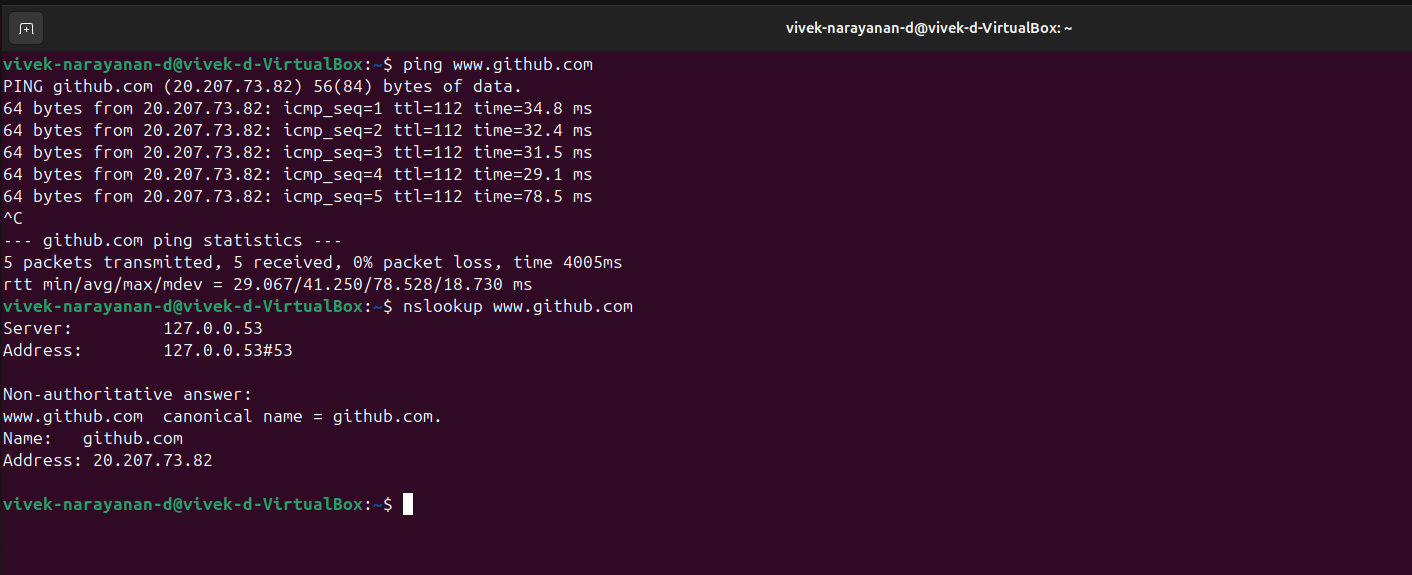 vivek-narayanan-d@vivek-d-VirtualBox: ~
vivek-narayanan-d@vivek-d-VirtualBox:~$ ping www.github.com
PING github.com (20.207.73.82) 56(84) bytes of data.
64 bytes from 20.207.73.82: icmp_seq=1 ttl=112 time=34.8 ms
64 bytes from 20.207.73.82: icmp_seq=2 ttl=112 time=32.4 ms
64 bytes from 20.207.73.82: icmp_seq=3 ttl=112 time=31.5 ms
64 bytes from 20.207.73.82: icmp_seq=4 ttl=112 time=29.1 ms
64 bytes from 20.207.73.82: icmp_seq=5 ttl=112 time=78.5 ms
^C
--- github.com ping statistics ---
5 packets transmitted, 5 received, 0% packet loss, time 4005ms
rtt min/avg/max/mdev = 29.067/41.250/78.528/18.730 ms
vivek-narayanan-d@vivek-d-VirtualBox:~$ nslookup www.github.com
Server:         127.0.0.53
Address:        127.0.0.53#53

Non-authoritative answer:
www.github.com  canonical name = github.com.
Name:   github.com
Address: 20.207.73.82

vivek-narayanan-d@vivek-d-VirtualBox:~$